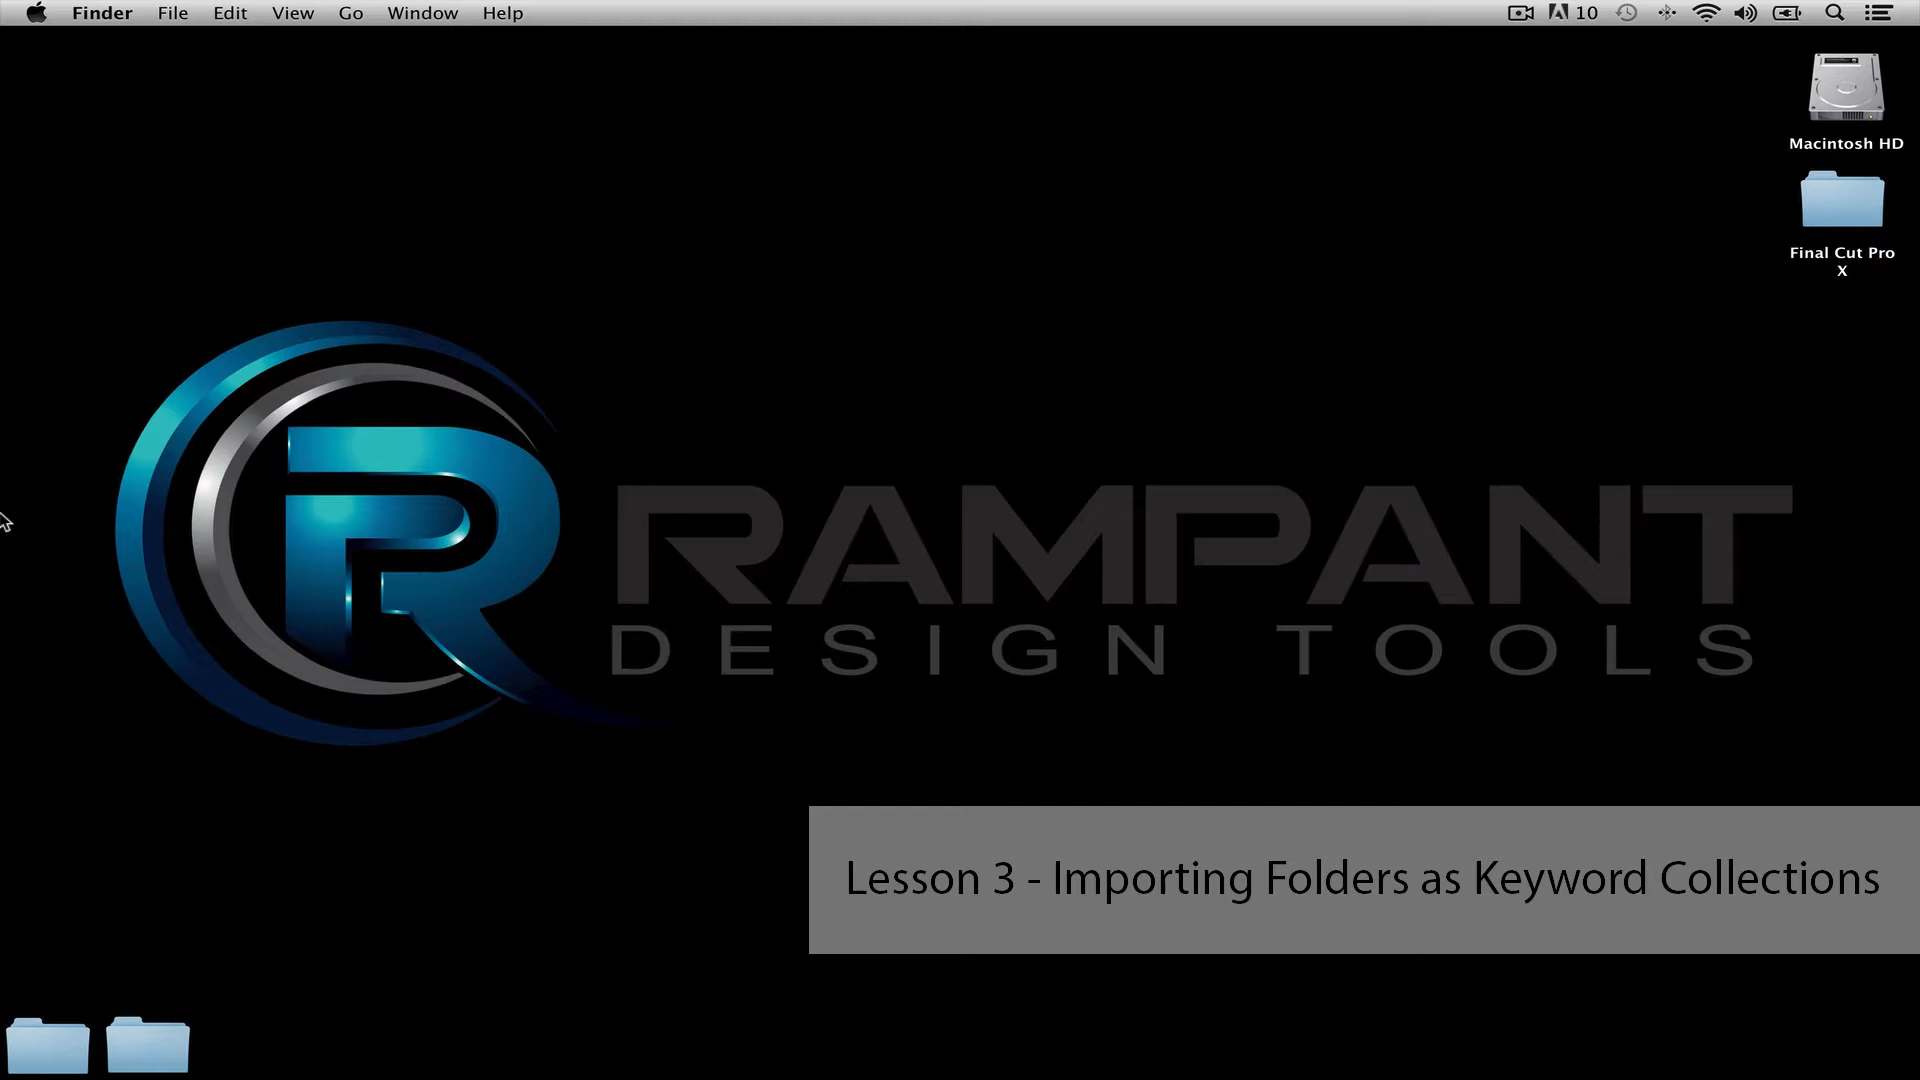 Finder File Edit View Go Window Help 10
Macintosh HD
Final Cut Pro
X
RAMPANT
DESIGN TOOLS
Lesson 3 - Importing Folders as Keyword Collections